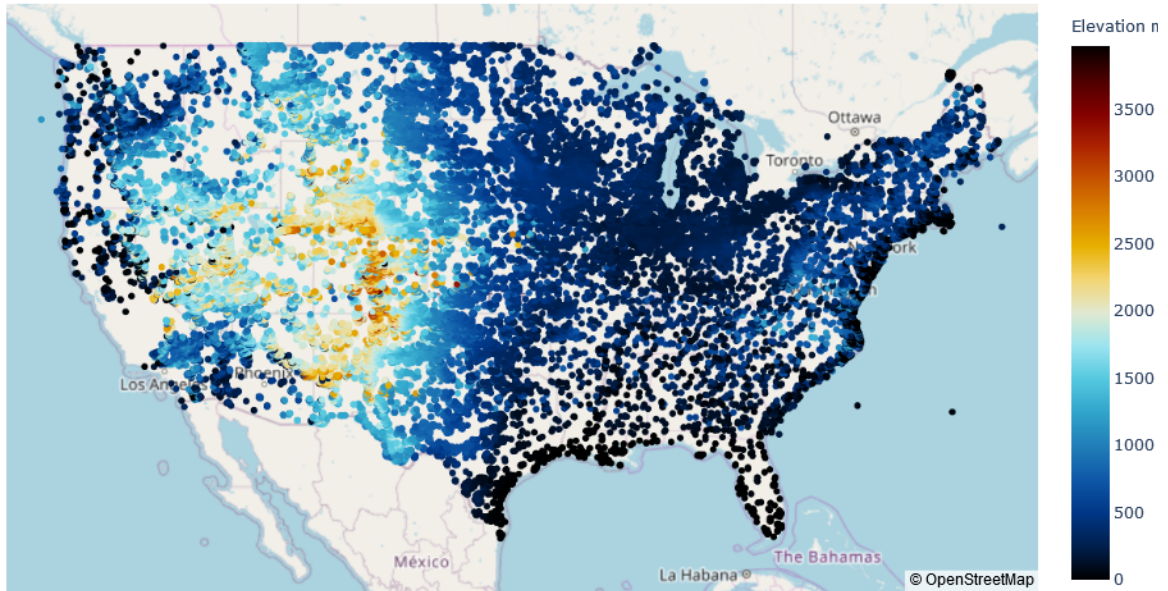 Elevation m
Ottawa
Toronto
ork
n
Los Angeles
Phoenix
México
The Bahamas
La Habana
© OpenStreetMap
3500
3000
2500
2000
1500
1000
500
0